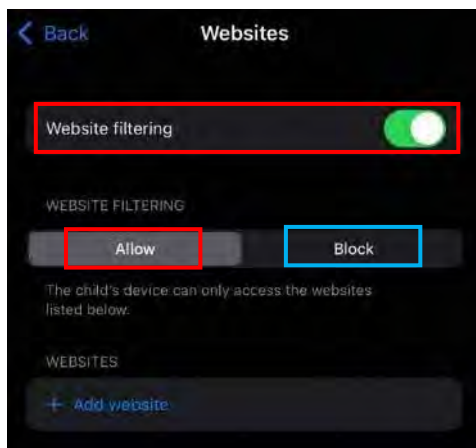 Back Websites
Website filtering
WEBSITE FILTERING
Allow Block
The child's device can only access the websites
listed below.
WEBSITES
+ Add website